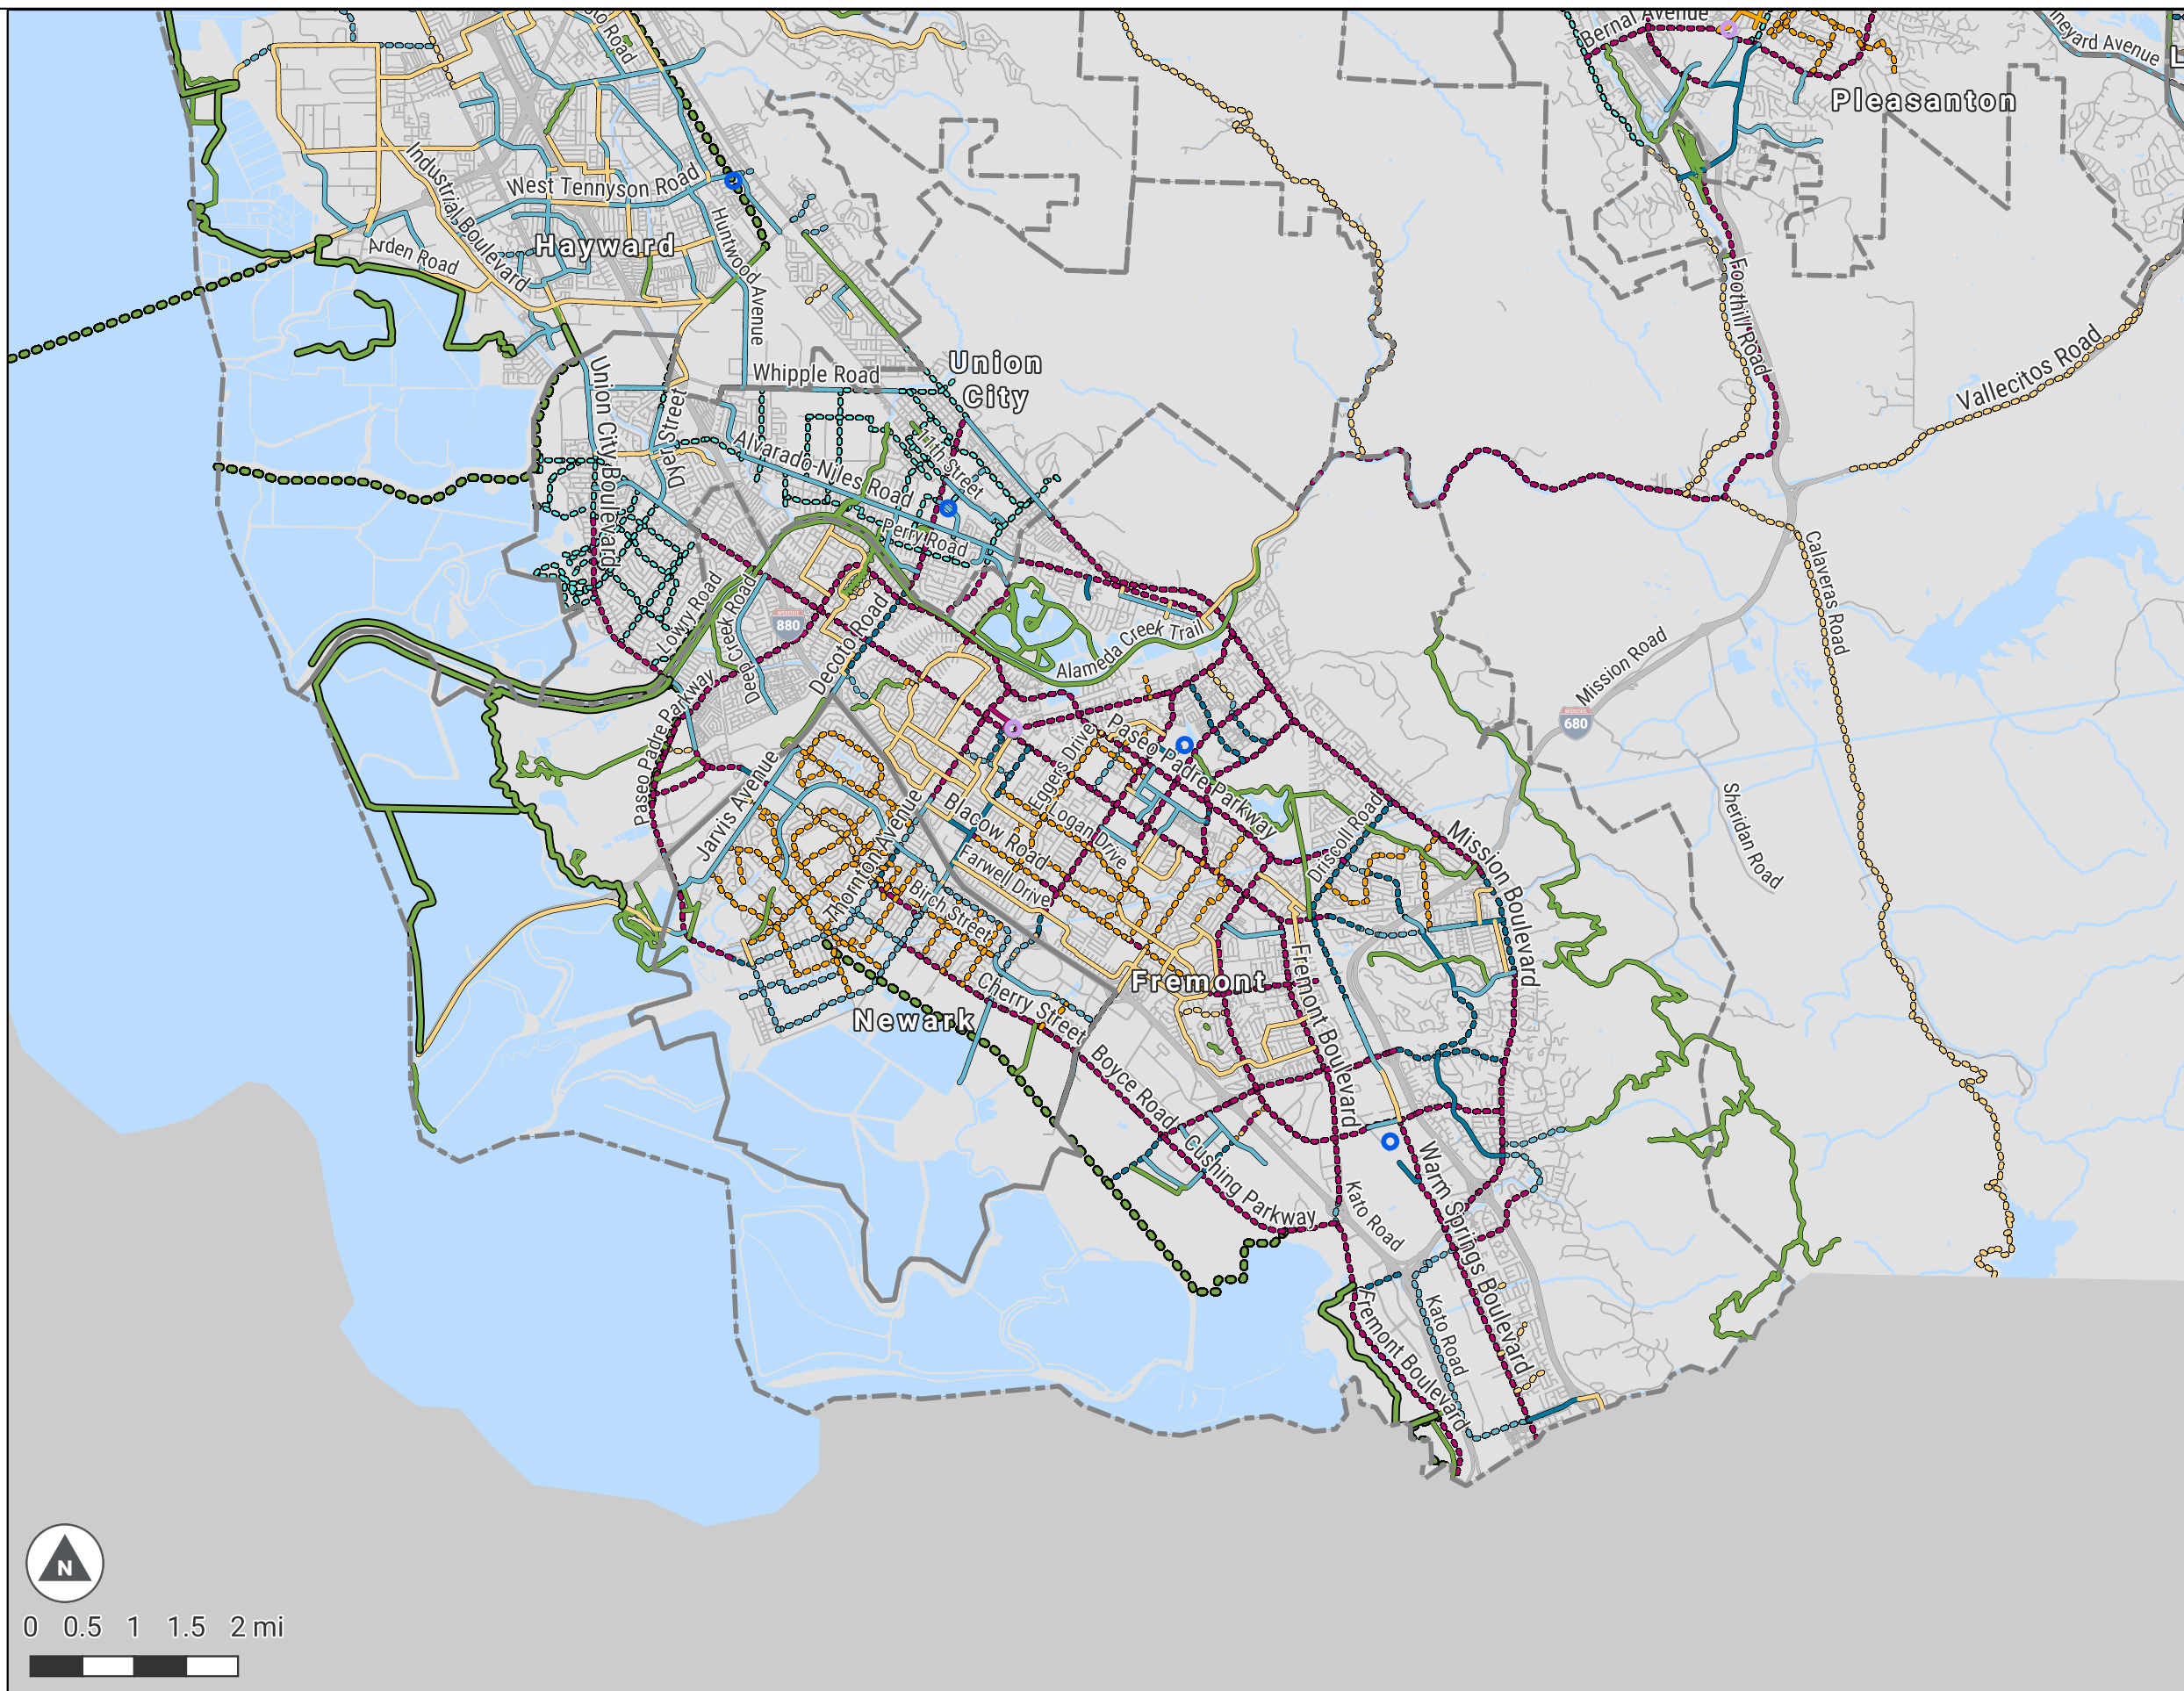 Road
Bernal Avenue
Vineyard Avenue
L
Pleasanton
Industrial Boulevard
West Tennyson Road
Hayward
Arden Road
Huntwood Avenue
Foothill Road
Union
City
Whipple Road
Union City Boulevard
Dyer Street
Alvarado-Niles Road
11th Street
Perry Road
Vallecitos Road
Calaveras Road
Lowry Road
Deep Creek Road
880
Decoto Road
Alameda Creek Trail
Mission Road
680
Paseo Padre Parkway
Paseo Padre Parkway
Eggers Drive
Jarvis Avenue
Thornton Avenue
Blacow Road
Logan Drive
Farwell Drive
Birch Street
Driscoll Road
Mission Boulevard
Sheridan Road
Fremont
Newark
Cherry Street
Fremont Boulevard
Boyce Road
Cushing Parkway
Kato Road
Warm Springs Boulevard
Kato Road
Fremont Boulevard
N
0 0.5 1 1.5 2 mi